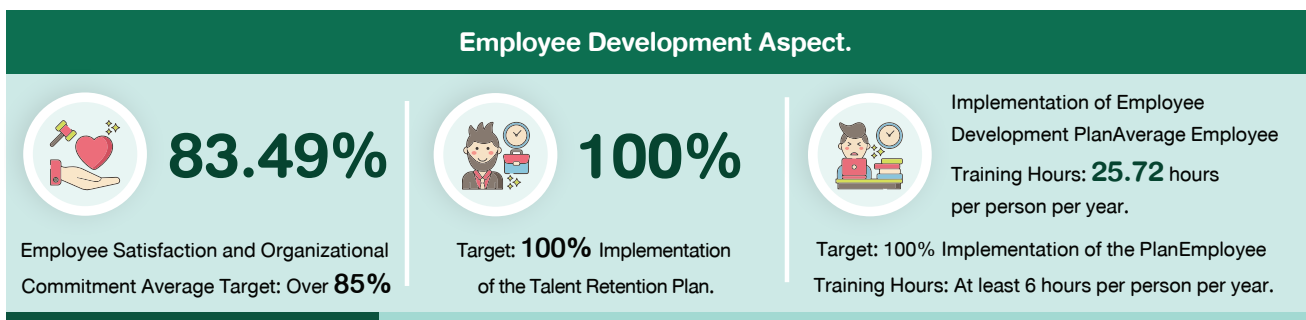 Employee Development Aspect.
83.49%
Employee Satisfaction and Organizational
Commitment Average Target: Over 85%
100%
Target: 100% Implementation
of the Talent Retention Plan.
Implementation of Employee
Development PlanAverage Employee
Training Hours: 25.72 hours
per person per year.
Target: 100% Implementation of the PlanEmployee
Training Hours: At least 6 hours per person per year.